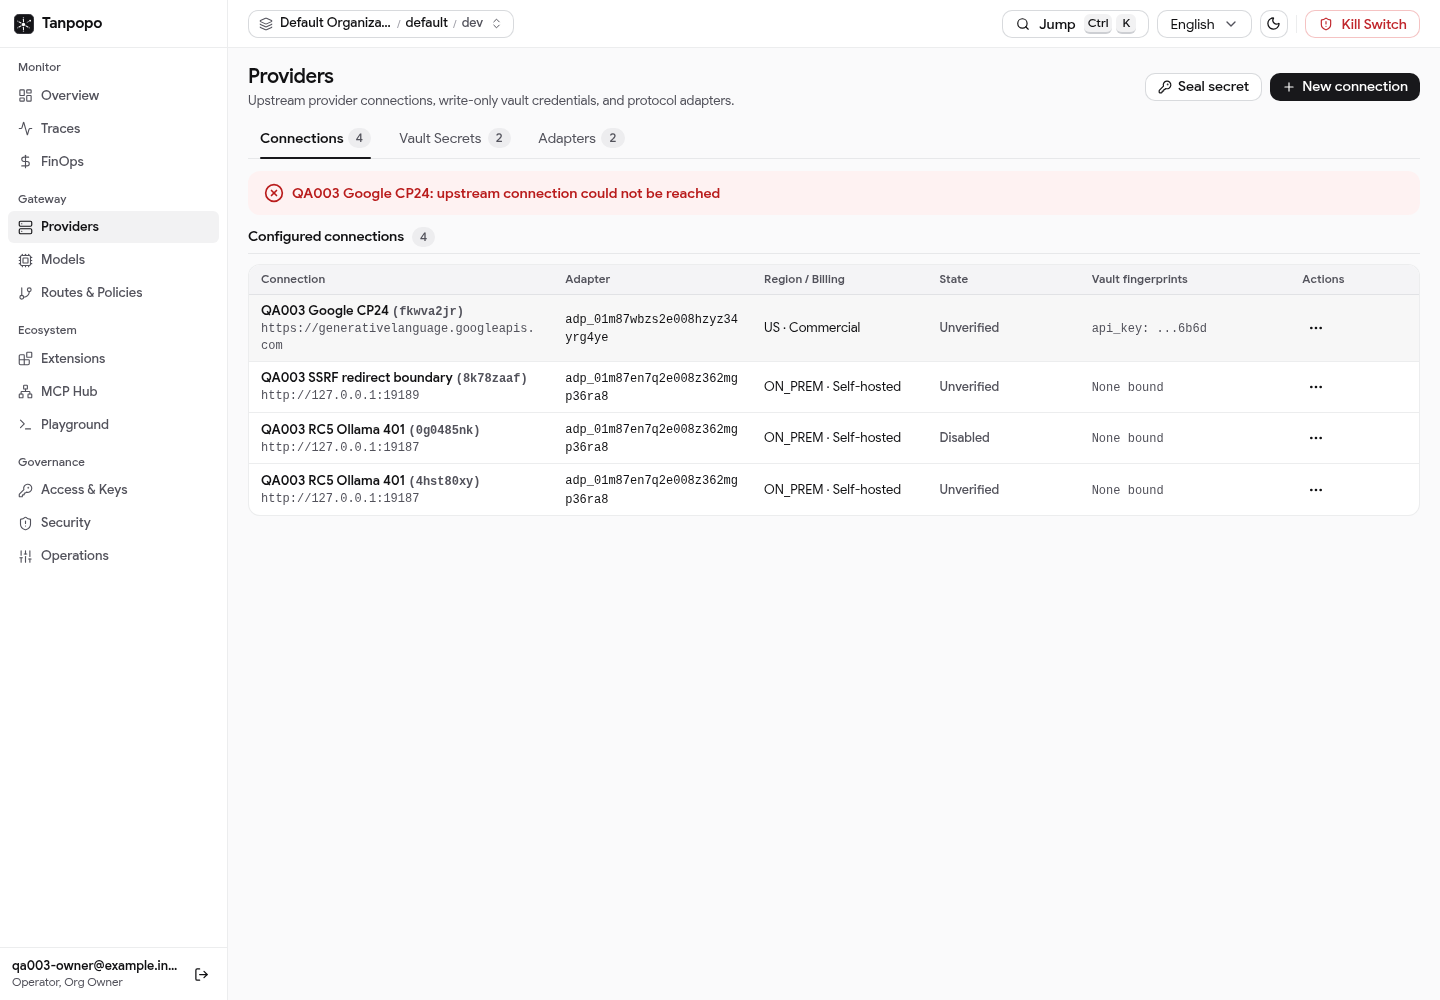 Tanpopo
Default Organiza... / default / dev
Jump Ctrl K
English
Kill Switch
Monitor
Overview
Traces
FinOps
Gateway
Providers
Models
Routes & Policies
Ecosystem
Extensions
MCP Hub
Playground
Governance
Access & Keys
Security
Operations
qa003-owner@example.in...
Operator, Org Owner
Providers
Upstream provider connections, write-only vault credentials, and protocol adapters.
Seal secret
New connection
Connections 4
Vault Secrets 2
Adapters 2
QA003 Google CP24: upstream connection could not be reached
Configured connections 4
Connection Adapter Region / Billing State Vault fingerprints Actions
QA003 Google CP24 (fkwva2jr)
https://generativelanguage.googleapis.
com
adp_01m87wbzs2e008hzyz34
yrg4ye
US · Commercial
Unverified
api_key: ...6b6d
QA003 SSRF redirect boundary (8k78zaaf)
http://127.0.0.1:19189
adp_01m87en7q2e008z362mg
p36ra8
ON_PREM · Self-hosted
Unverified
None bound
QA003 RC5 Ollama 401 (0g0485nk)
http://127.0.0.1:19187
adp_01m87en7q2e008z362mg
p36ra8
ON_PREM · Self-hosted
Disabled
None bound
QA003 RC5 Ollama 401 (4hst80xy)
http://127.0.0.1:19187
adp_01m87en7q2e008z362mg
p36ra8
ON_PREM · Self-hosted
Unverified
None bound